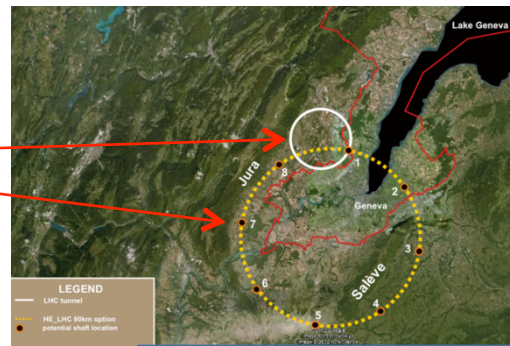 Lake Geneva
Jura
8
1
2
Geneva
7
3
Salève
6
4
5
LEGEND
LHC tunnel
HE_LHC 80km option
potential shaft location